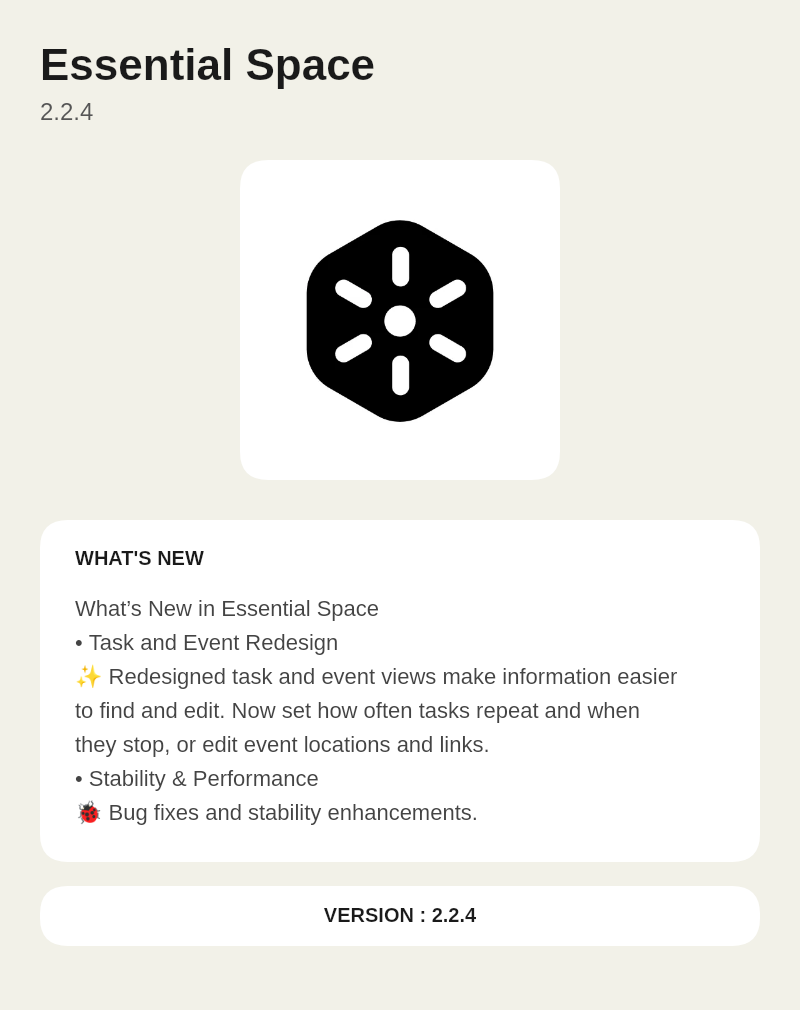 Essential Space
2.2.4
WHAT'S NEW
What’s New in Essential Space
• Task and Event Redesign
✨ Redesigned task and event views make information easier
to find and edit. Now set how often tasks repeat and when
they stop, or edit event locations and links.
• Stability & Performance
🐞 Bug fixes and stability enhancements.
VERSION : 2.2.4